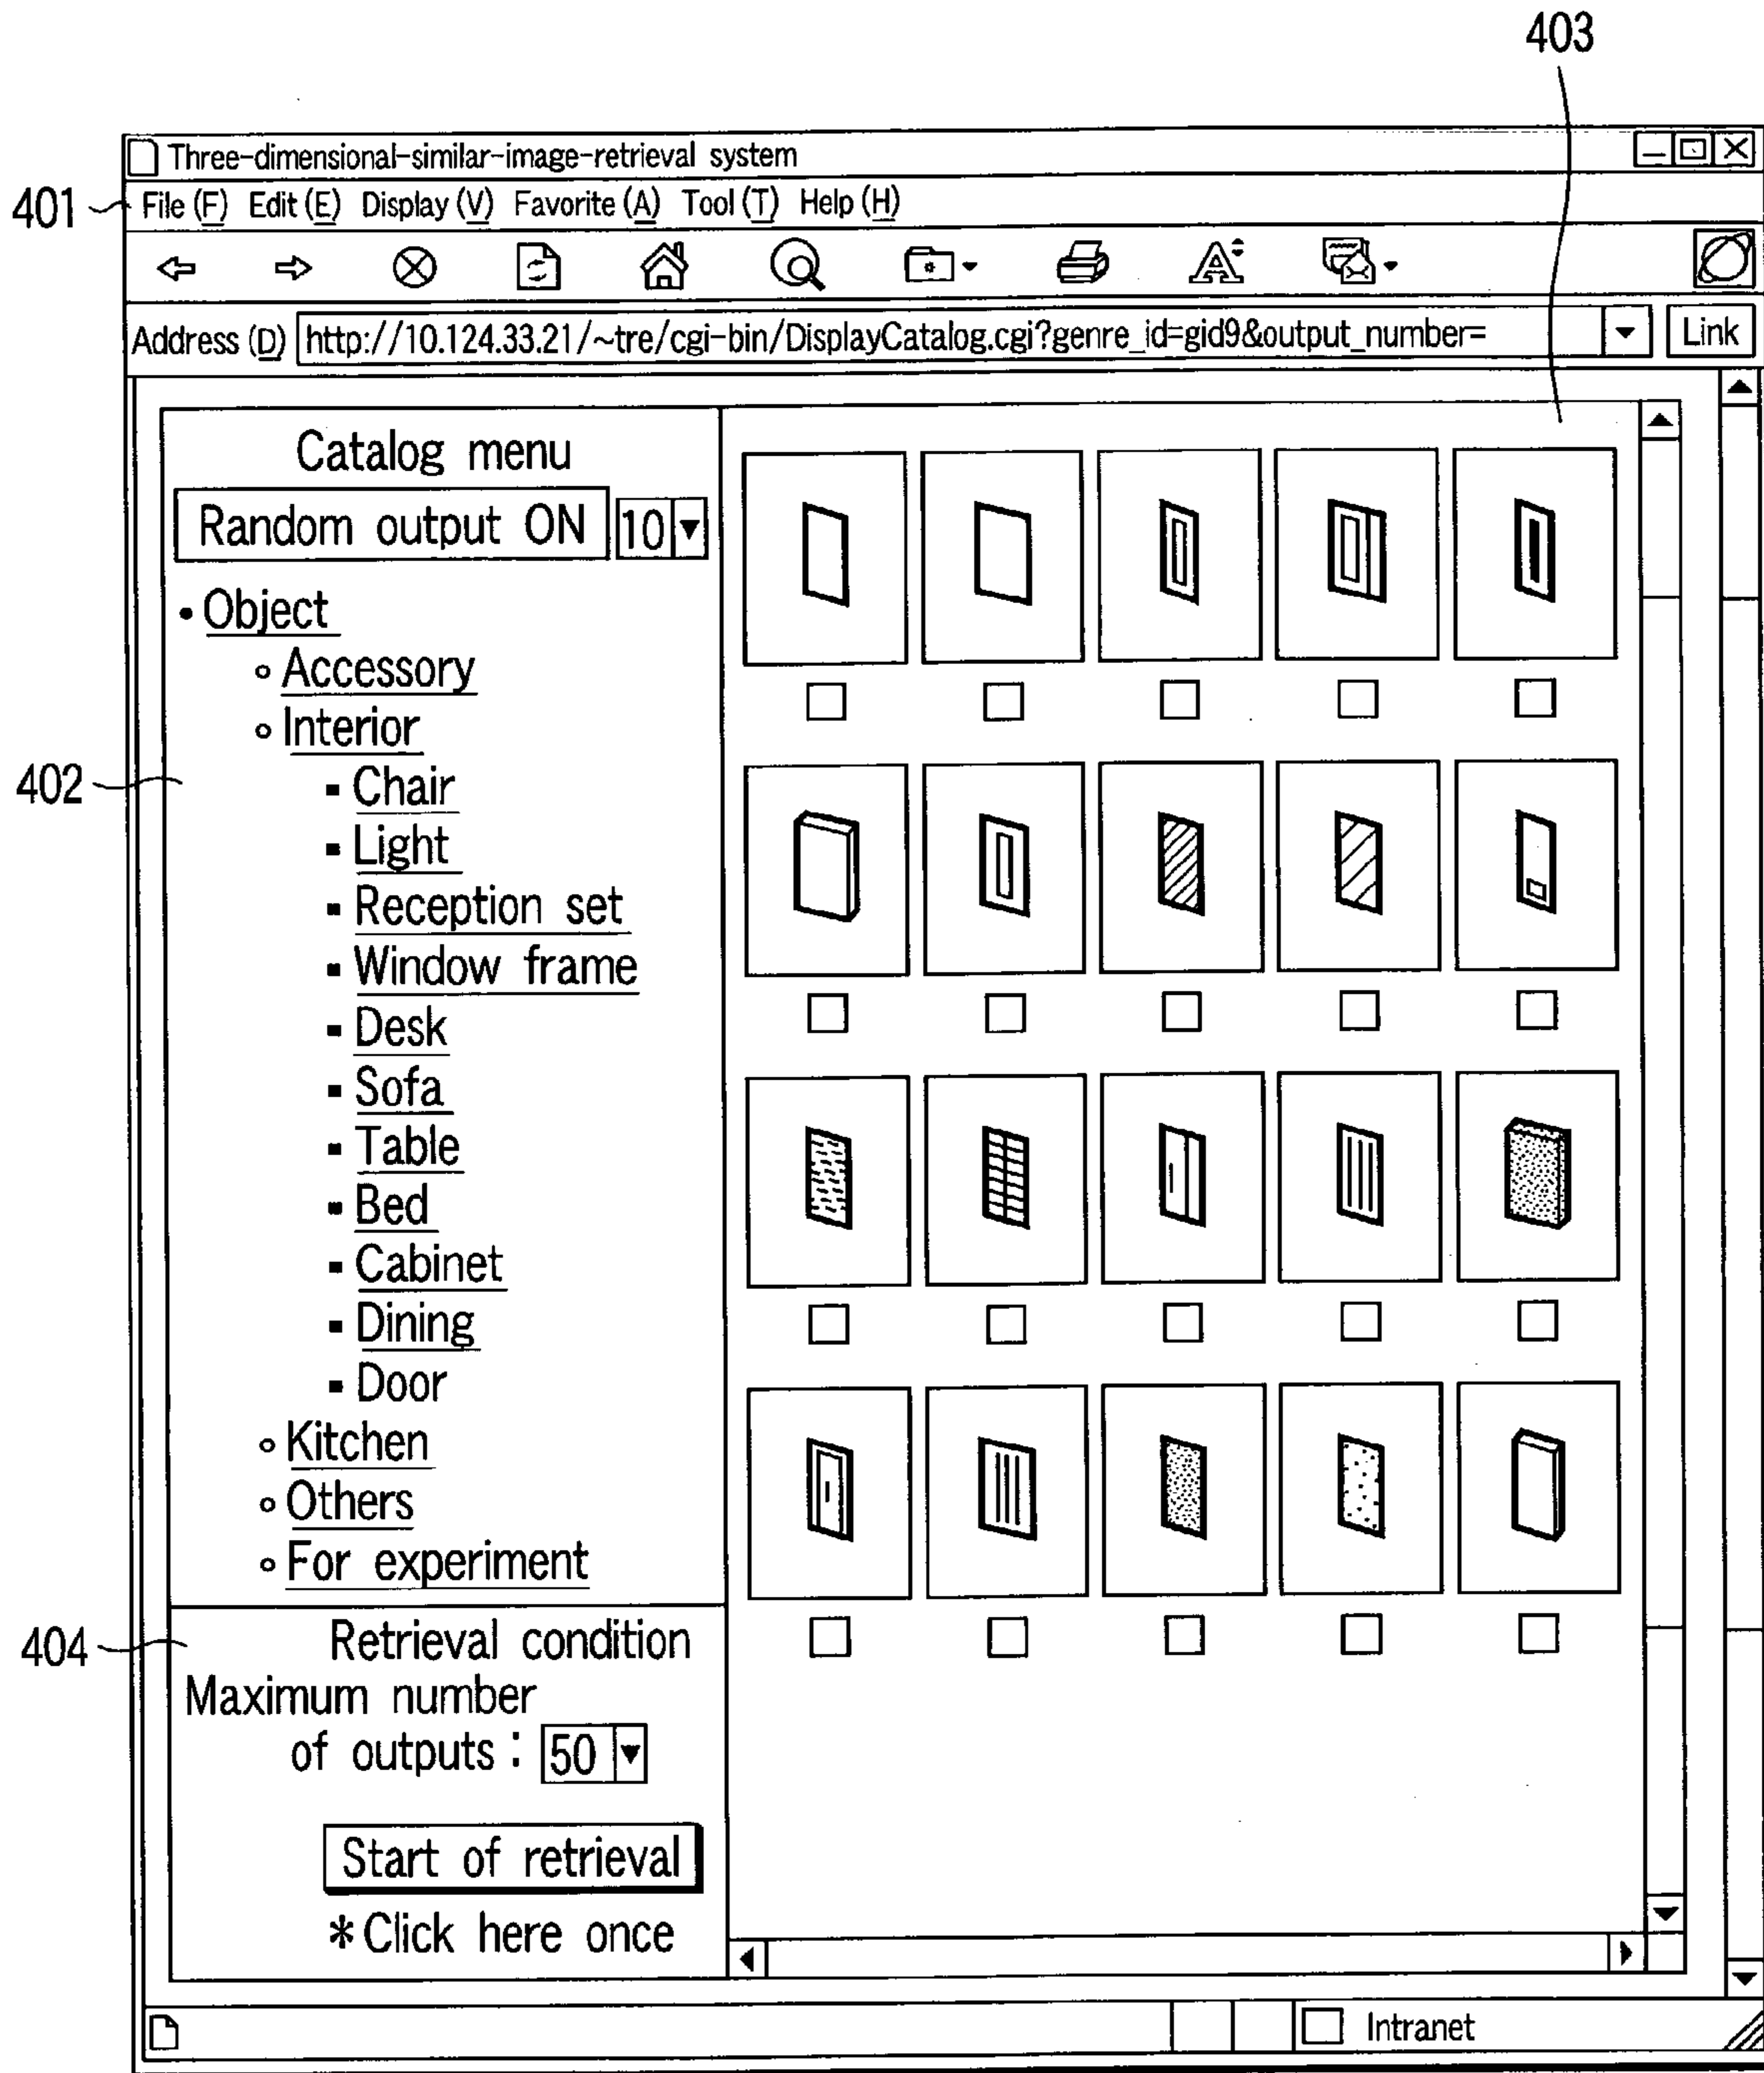 403
Three-dimensional-similar-image-retrieval system
401
File (F) Edit (E) Display (V) Favorite (A) Tool (T) Help (H)
A
Address (D) http://10.124.33.21/~tre/cgi-bin/DisplayCatalog.cgi?genre_id=gid9&output_number= Link
Catalog menu
Random output ON 10
• Object
∘ Accessory
∘ Interior
402
▪ Chair
▪ Light
▪ Reception set
▪ Window frame
▪ Desk
▪ Sofa
▪ Table
▪ Bed
▪ Cabinet
▪ Dining
▪ Door
∘ Kitchen
∘ Others
∘ For experiment
404
Retrieval condition
Maximum number
of outputs : 50
Start of retrieval
*Click here once
Intranet